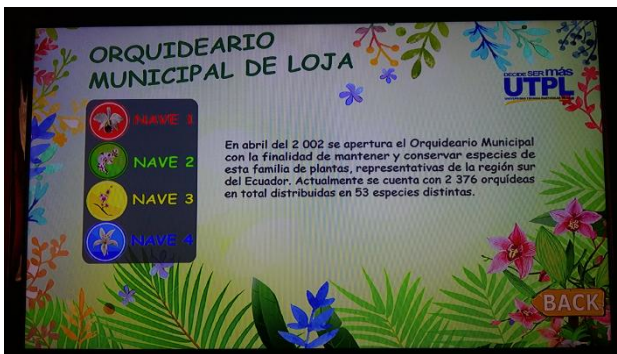 ORQUIDEARIO
MUNICIPAL DE LOJA
DECIDE SER más
UTPL
NAVE 1
NAVE 2
NAVE 3
NAVE 4
En abril del 2 002 se apertura el Orquideario Municipal
con la finalidad de mantener y conservar especies de
esta familia de plantas, representativas de la región sur
del Ecuador. Actualmente se cuenta con 2 376 orquídeas
en total distribuidas en 53 especies distintas.
BACK